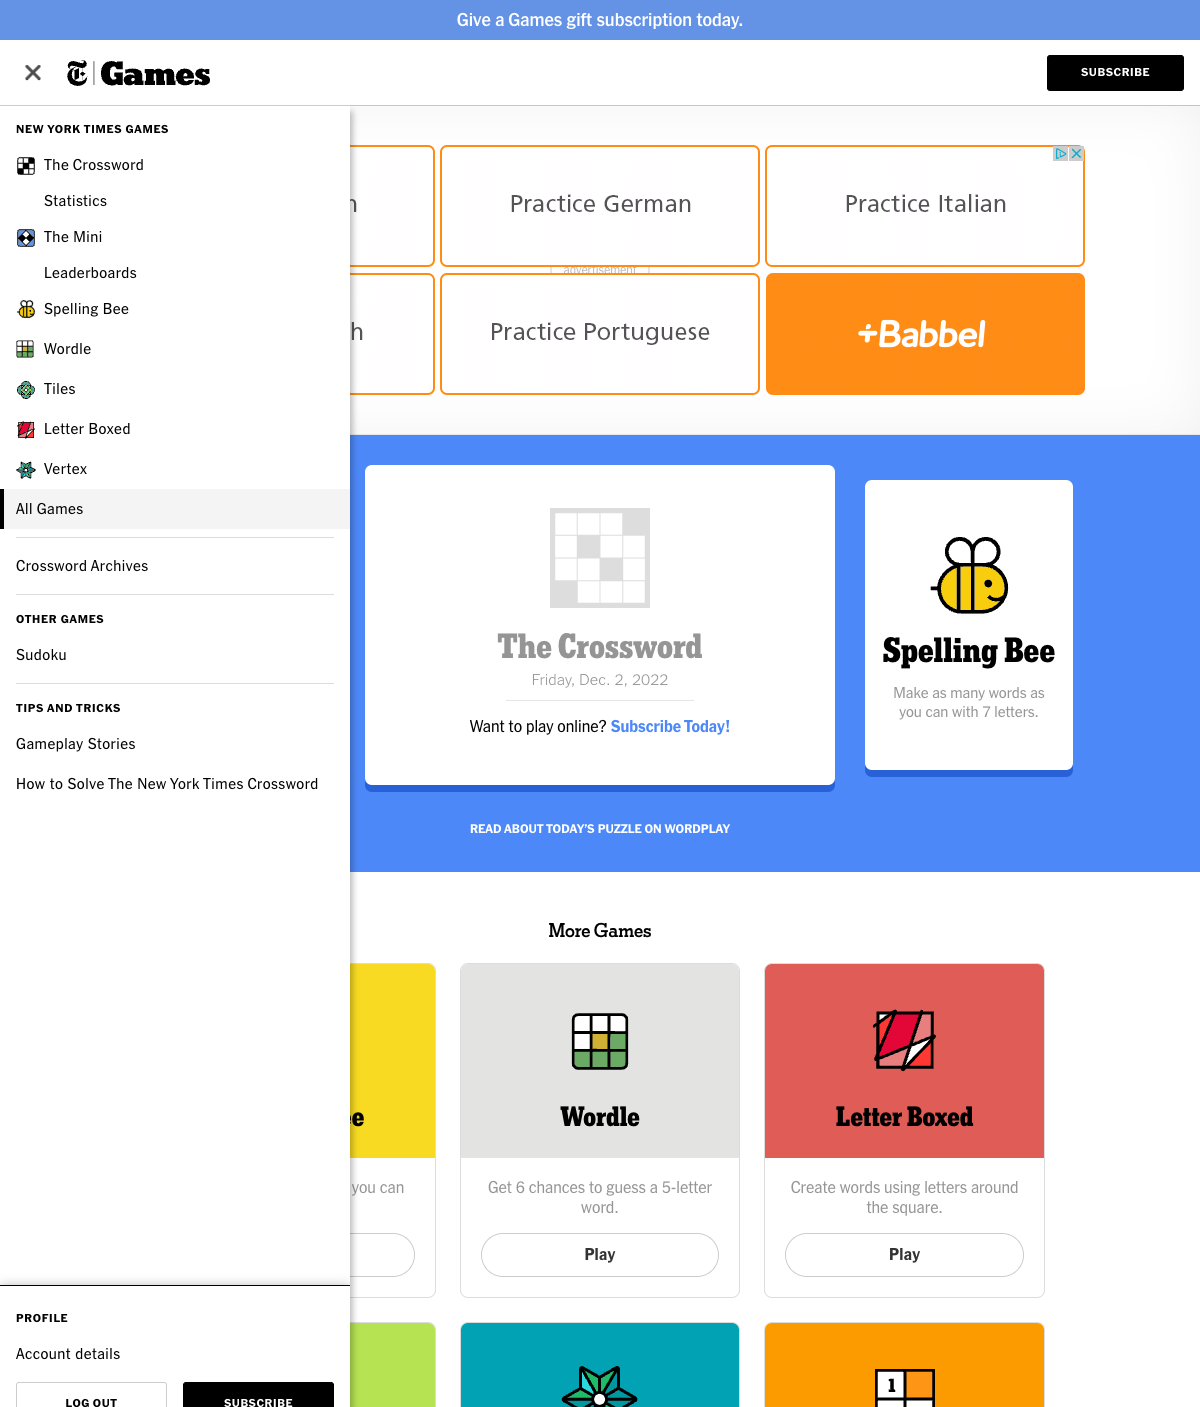 Give a Games gift subscription today.
Games
SUBSCRIBE
NEW YORK TIMES GAMES
The Crossword
Statistics
The Mini
Leaderboards
Spelling Bee
Wordle
Tiles
Letter Boxed
Vertex
All Games
Crossword Archives
OTHER GAMES
Sudoku
TIPS AND TRICKS
Gameplay Stories
How to Solve The New York Times Crossword
PROFILE
Account details
LOG OUT
SUBSCRIBE
n
Practice German
Practice Italian
advertisement
h
Practice Portuguese
+Babbel
The Crossword
Friday, Dec. 2, 2022
Want to play online? Subscribe Today!
READ ABOUT TODAY'S PUZZLE ON WORDPLAY
Spelling Bee
Make as many words as
you can with 7 letters.
More Games
ee
you can
Wordle
Get 6 chances to guess a 5-letter
word.
Play
Letter Boxed
Create words using letters around
the square.
Play
1